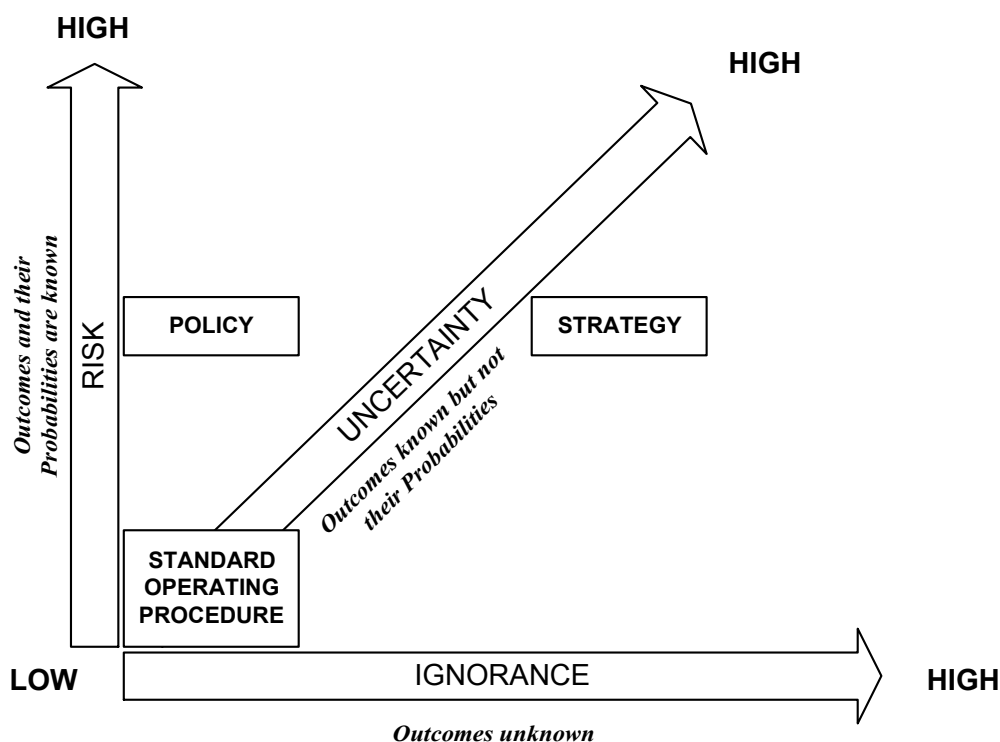 HIGH
HIGH
Outcomes and their
Probabilities are known
RISK
POLICY
UNCERTAINTY
STRATEGY
Outcomes known but not
their Probabilities
STANDARD
OPERATING
PROCEDURE
LOW
IGNORANCE
HIGH
Outcomes unknown